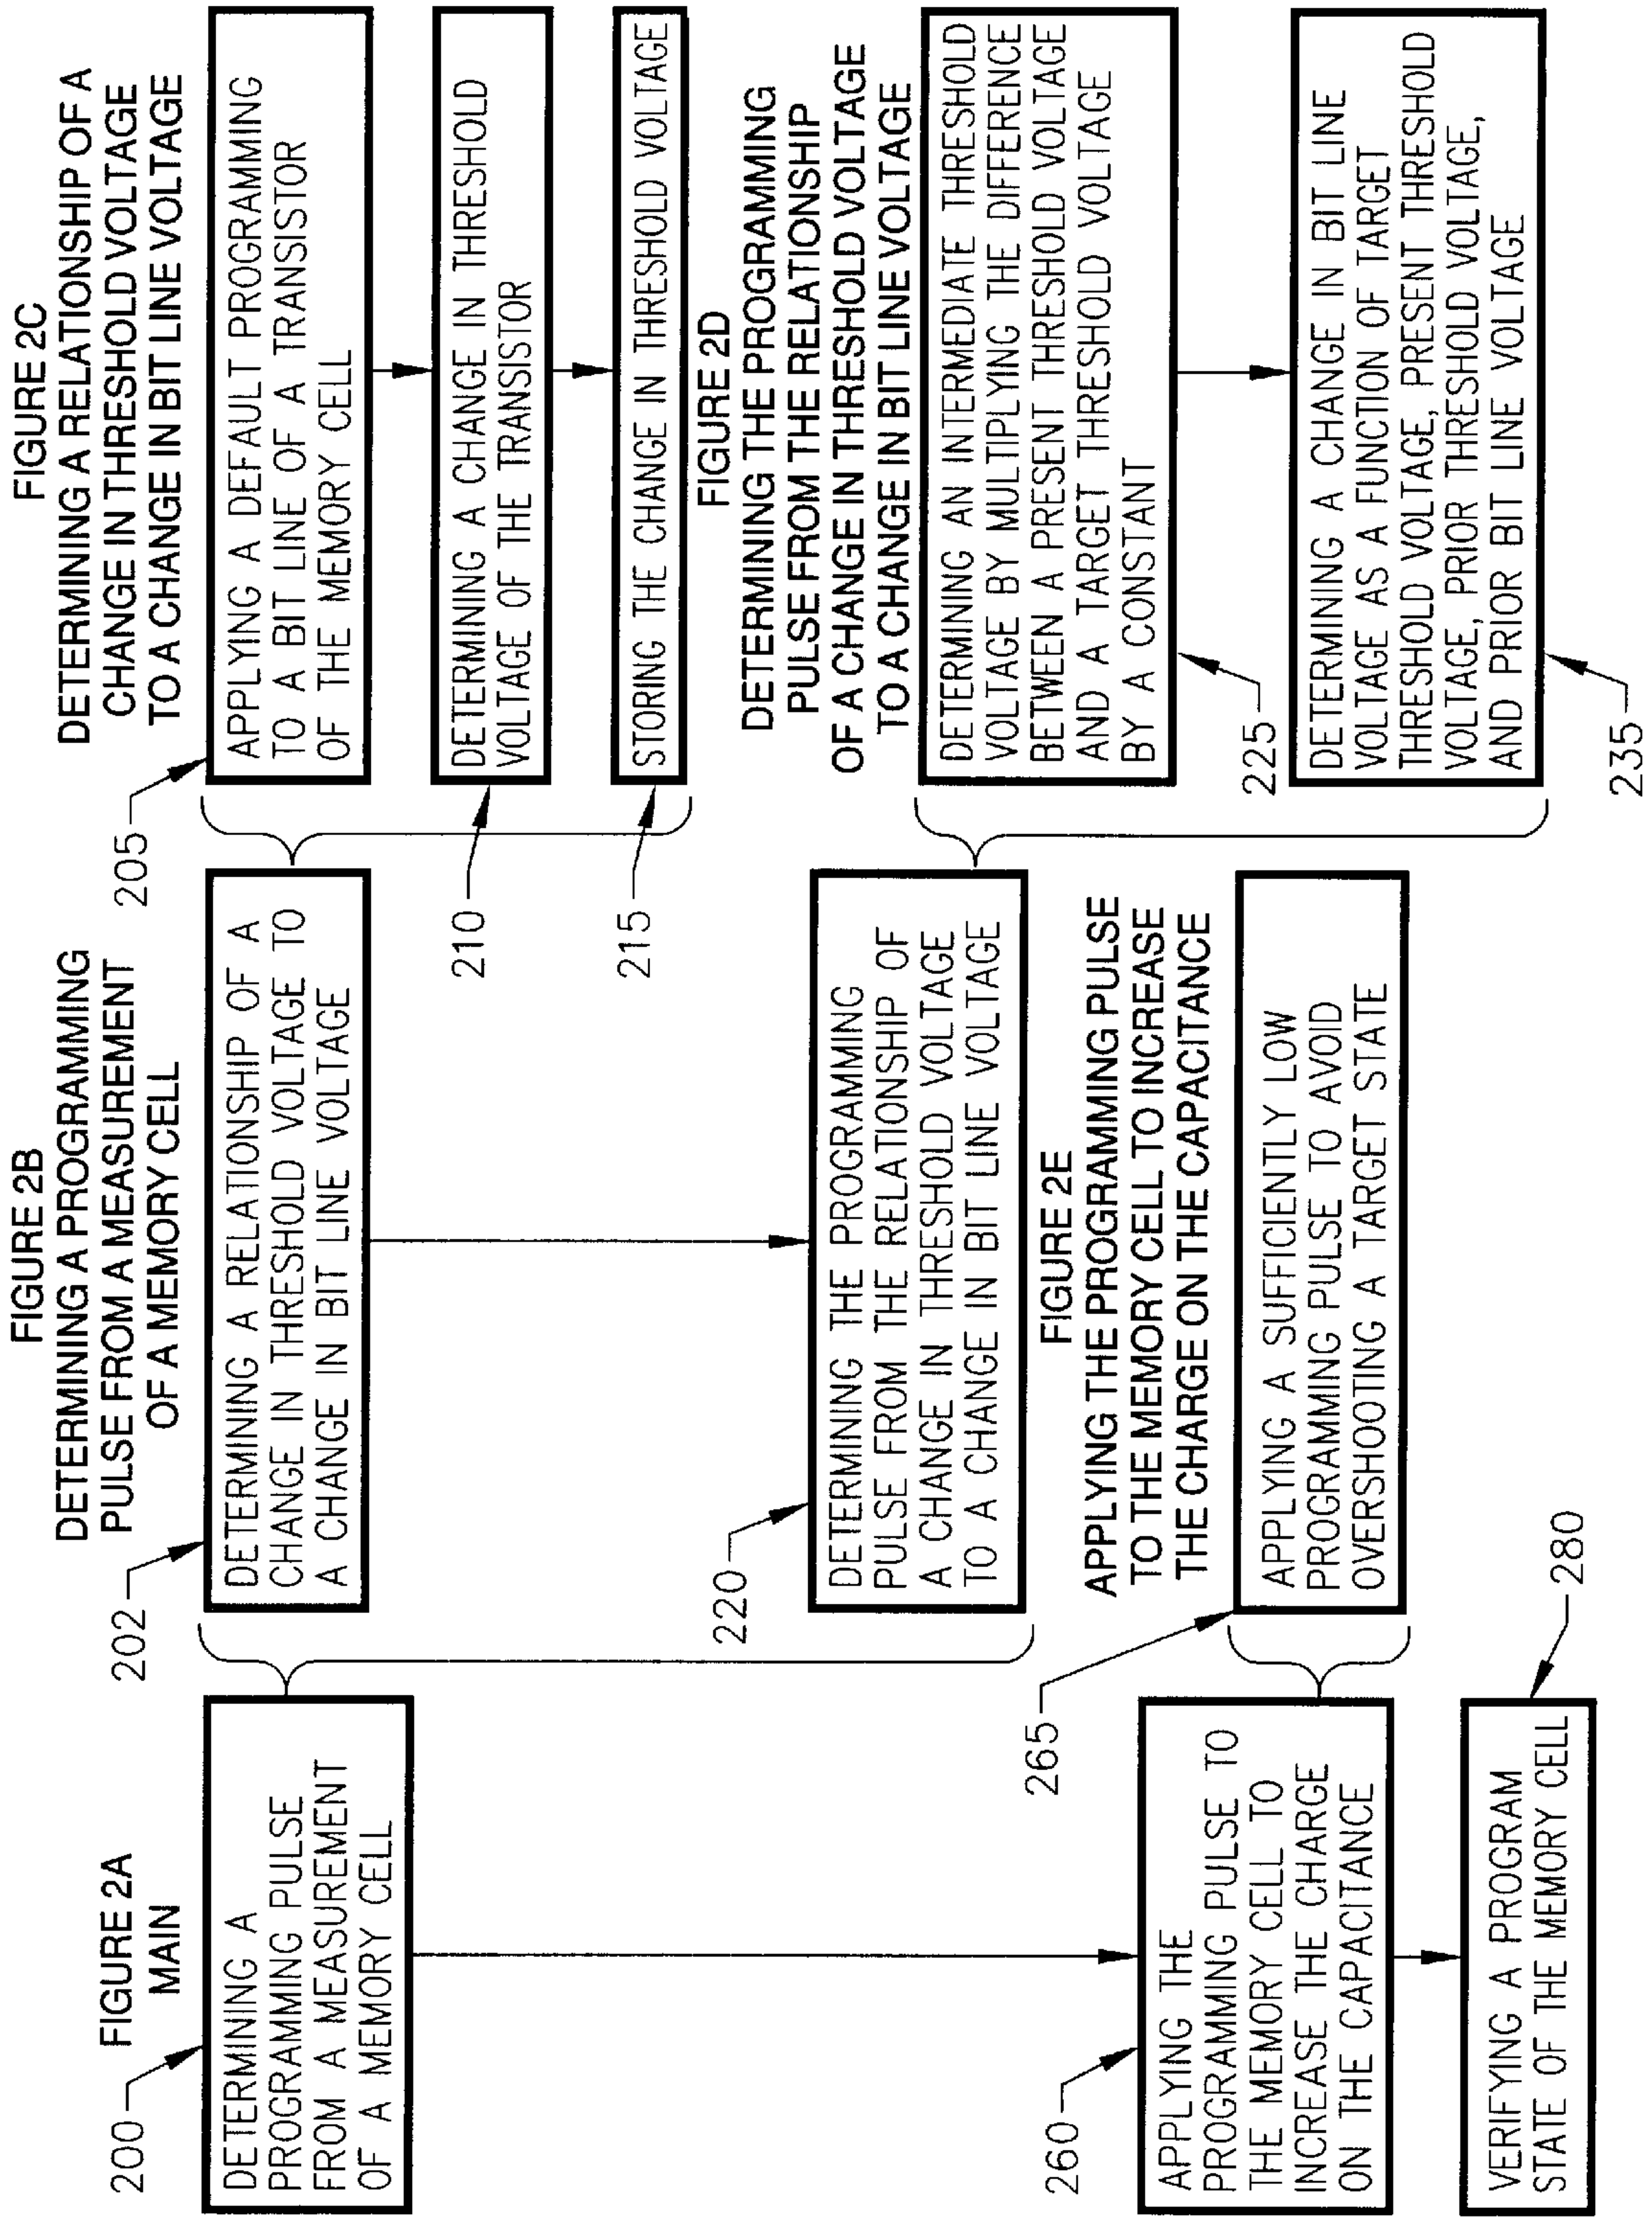 FIGURE 2A
MAIN
200
DETERMINING A
PROGRAMMING PULSE
FROM A MEASUREMENT
OF A MEMORY CELL
260
APPLYING THE
PROGRAMMING PULSE TO
THE MEMORY CELL TO
INCREASE THE CHARGE
ON THE CAPACITANCE
VERIFYING A PROGRAM
STATE OF THE MEMORY CELL
280
FIGURE 2B
DETERMINING A PROGRAMMING
PULSE FROM A MEASUREMENT
OF A MEMORY CELL
202
DETERMINING A RELATIONSHIP OF A
CHANGE IN THRESHOLD VOLTAGE TO
A CHANGE IN BIT LINE VOLTAGE
220
DETERMINING THE PROGRAMMING
PULSE FROM THE RELATIONSHIP OF
A CHANGE IN THRESHOLD VOLTAGE
TO A CHANGE IN BIT LINE VOLTAGE
FIGURE 2E
APPLYING THE PROGRAMMING PULSE
TO THE MEMORY CELL TO INCREASE
THE CHARGE ON THE CAPACITANCE
265
APPLYING A SUFFICIENTLY LOW
PROGRAMMING PULSE TO AVOID
OVERSHOOTING A TARGET STATE
FIGURE 2C
DETERMINING A RELATIONSHIP OF A
CHANGE IN THRESHOLD VOLTAGE
TO A CHANGE IN BIT LINE VOLTAGE
205
APPLYING A DEFAULT PROGRAMMING
TO A BIT LINE OF A TRANSISTOR
OF THE MEMORY CELL
210
DETERMINING A CHANGE IN THRESHOLD
VOLTAGE OF THE TRANSISTOR
215
STORING THE CHANGE IN THRESHOLD VOLTAGE
FIGURE 2D
DETERMINING THE PROGRAMMING
PULSE FROM THE RELATIONSHIP
OF A CHANGE IN THRESHOLD VOLTAGE
TO A CHANGE IN BIT LINE VOLTAGE
DETERMINING AN INTERMEDIATE THRESHOLD
VOLTAGE BY MULTIPLYING THE DIFFERENCE
BETWEEN A PRESENT THRESHOLD VOLTAGE
AND A TARGET THRESHOLD VOLTAGE
BY A CONSTANT
225
DETERMINING A CHANGE IN BIT LINE
VOLTAGE AS A FUNCTION OF TARGET
THRESHOLD VOLTAGE, PRESENT THRESHOLD
VOLTAGE, PRIOR THRESHOLD VOLTAGE,
AND PRIOR BIT LINE VOLTAGE
235